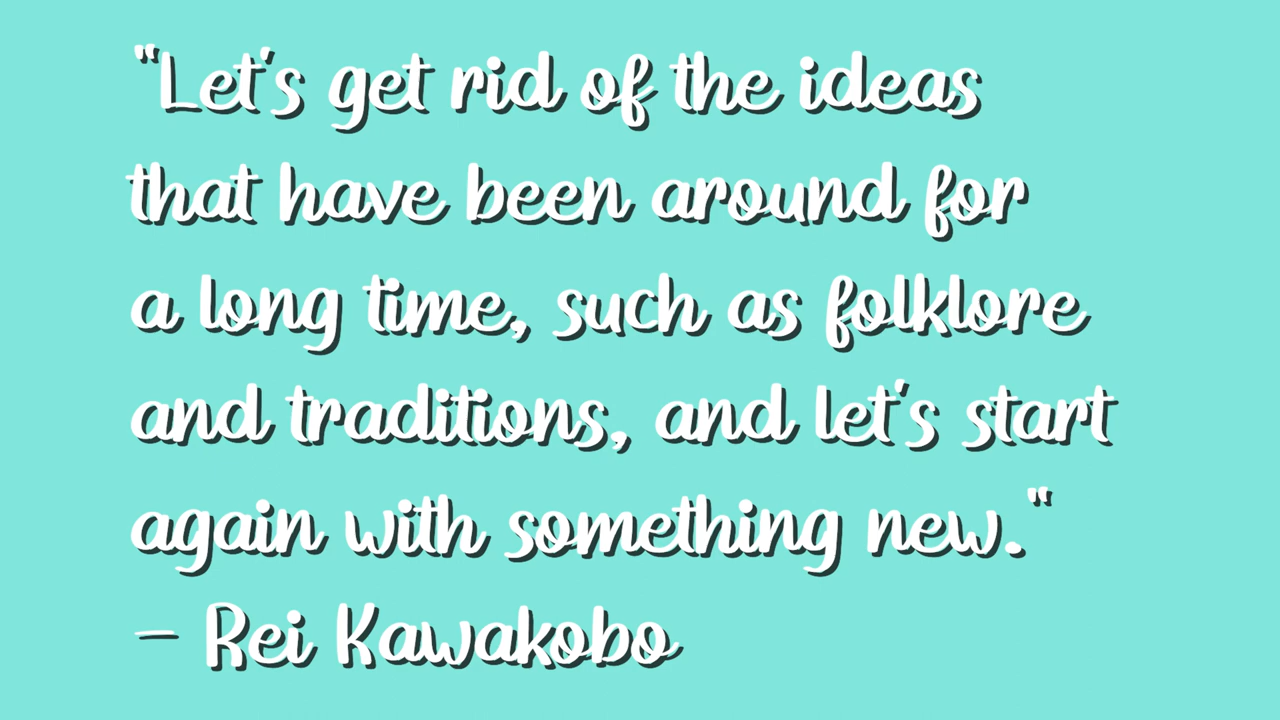 "Let's get rid of the ideas
that have been around for
a long time, such as folklore
and traditions, and let's start
again with something new."
– Rei Kawakobo